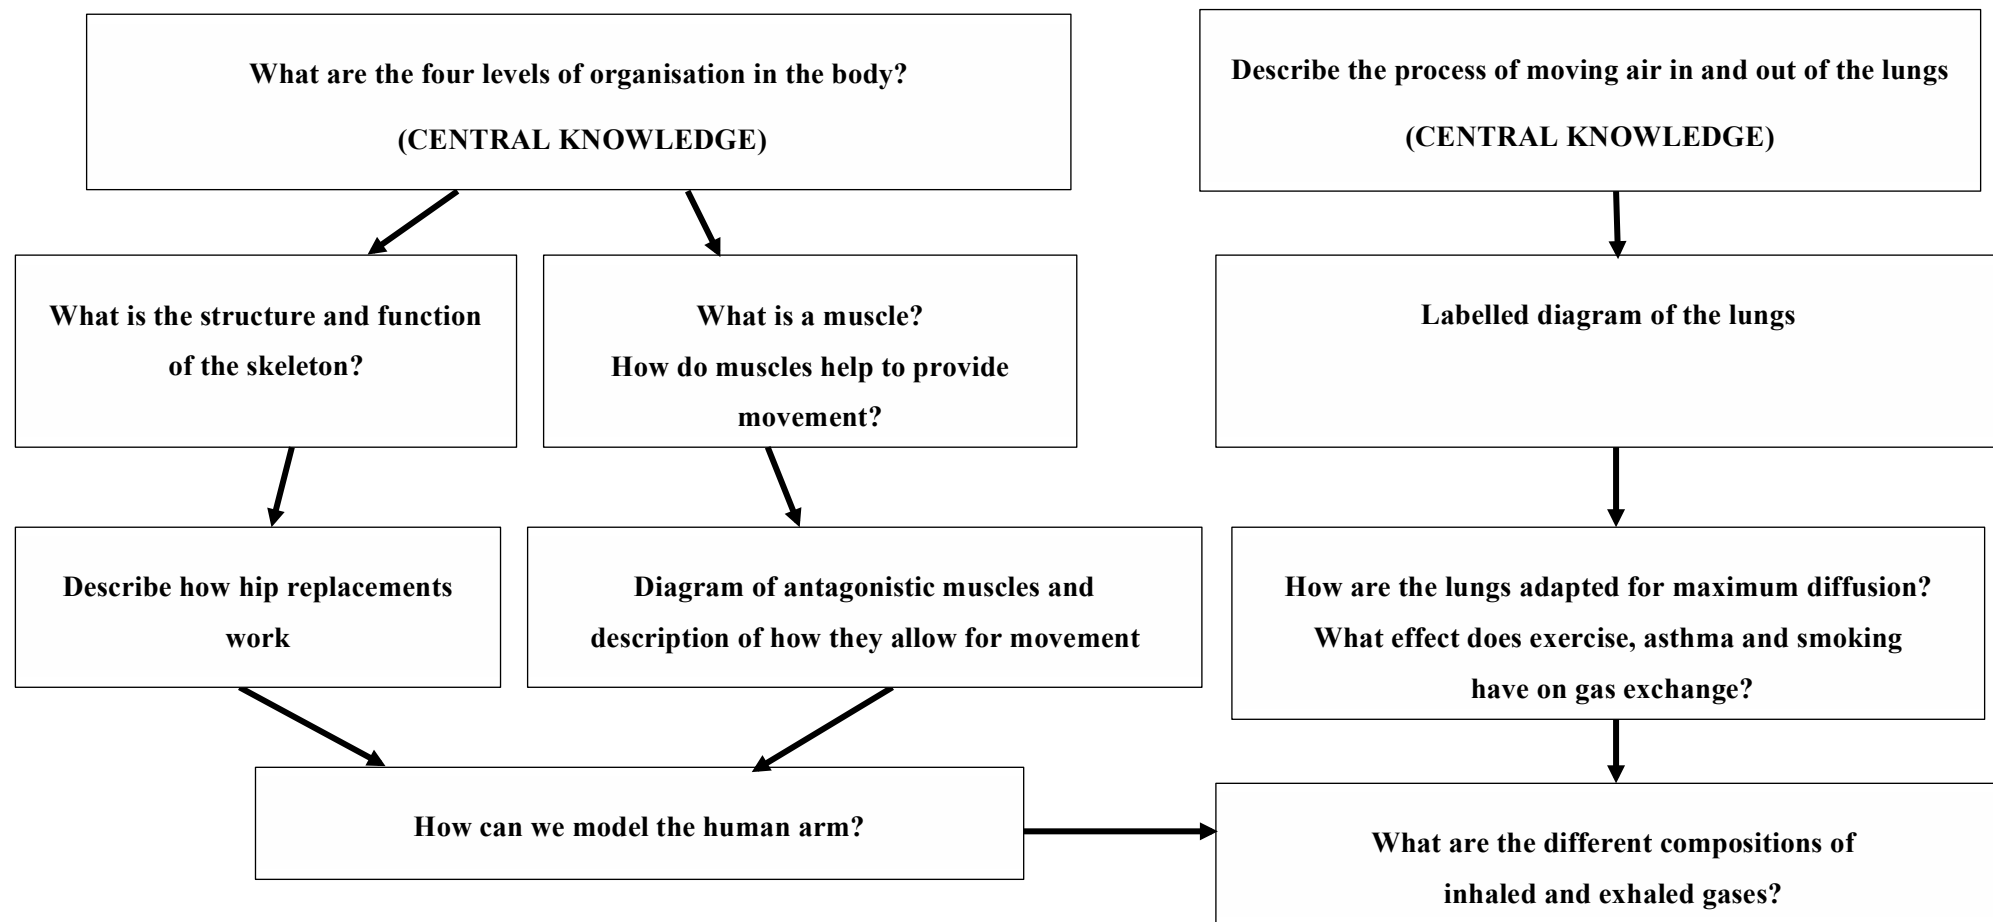 What are the four levels of organisation in the body?
(CENTRAL KNOWLEDGE)
Describe the process of moving air in and out of the lungs
(CENTRAL KNOWLEDGE)
What is the structure and function
of the skeleton?
What is a muscle?
How do muscles help to provide
movement?
Labelled diagram of the lungs
Describe how hip replacements
work
Diagram of antagonistic muscles and
description of how they allow for movement
How are the lungs adapted for maximum diffusion?
What effect does exercise, asthma and smoking
have on gas exchange?
How can we model the human arm?
What are the different compositions of
inhaled and exhaled gases?